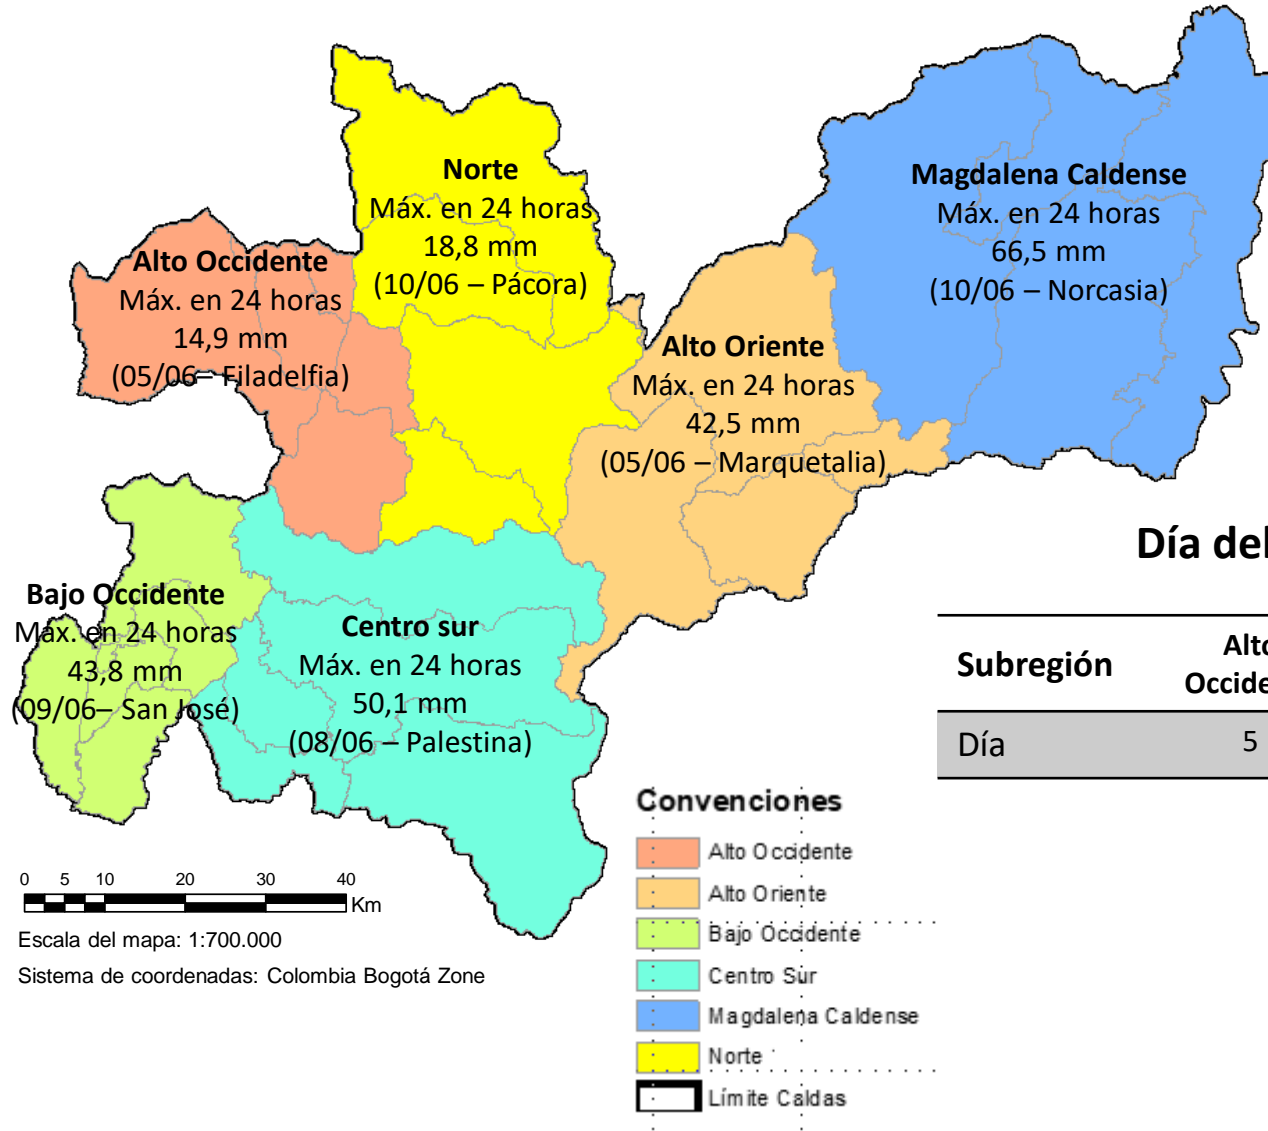 Norte
Máx. en 24 horas
18,8 mm
(10/06 – Pácora)
Magdalena Caldense
Máx. en 24 horas
66,5 mm
(10/06 – Norcasia)
Alto Occidente
Máx. en 24 horas
14,9 mm
(05/06– Filadelfia)
Alto Oriente
Máx. en 24 horas
42,5 mm
(05/06 – Marquetalia)
Bajo Occidente
Máx. en 24 horas
43,8 mm
(09/06– San José)
Centro sur
Máx. en 24 horas
50,1 mm
(08/06 – Palestina)
Día del
Subregión
Alto
Occide
Día 5
Convenciones
Alto Occidente
Alto Oriente
Bajo Occidente
Centro Sur
Magdalena Caldense
Norte
Límite Caldas
0 5 10 20 30 40
Km
Escala del mapa: 1:700.000
Sistema de coordenadas: Colombia Bogotá Zone